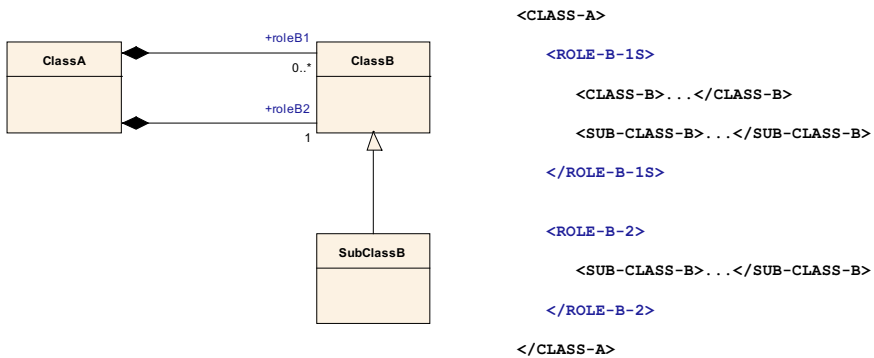 ClassA
+roleB1
0..*
ClassB
+roleB2
1
SubClassB
<CLASS-A>
<ROLE-B-1S>
<CLASS-B>...</CLASS-B>
<SUB-CLASS-B>...</SUB-CLASS-B>
</ROLE-B-1S>
<ROLE-B-2>
<SUB-CLASS-B>...</SUB-CLASS-B>
</ROLE-B-2>
</CLASS-A>